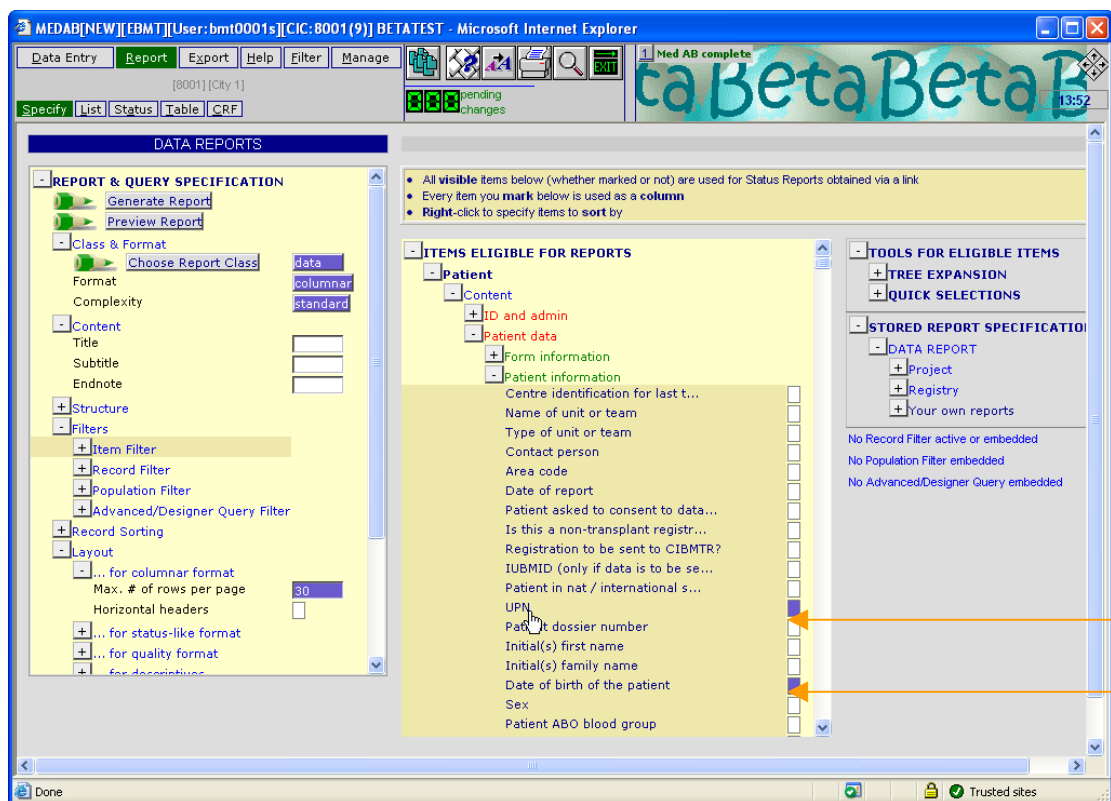 MEDAB[NEW][EBMT][User:bmt0001s][CIC:8001(9)] BETATEST - Microsoft Internet Explorer
Data Entry Report Export Help Filter Manage
[8001] [City 1]
Specify List Status Table CRF
EXIT
888 pending
changes
1 Med AB complete
taBetaBetaB
13:52
DATA REPORTS
- REPORT & QUERY SPECIFICATION
Generate Report
Preview Report
- Class & Format
Choose Report Class data
Format columnar
Complexity standard
- Content
Title
Subtitle
Endnote
+ Structure
- Filters
+ Item Filter
+ Record Filter
+ Population Filter
+ Advanced/Designer Query Filter
+ Record Sorting
- Layout
- ... for columnar format
Max. # of rows per page 30
Horizontal headers
+ ... for status-like format
+ ... for quality format
+ ... for descriptives
• All visible items below (whether marked or not) are used for Status Reports obtained via a link
• Every item you mark below is used as a column
• Right-click to specify items to sort by
- ITEMS ELIGIBLE FOR REPORTS
- Patient
- Content
+ ID and admin
- Patient data
+ Form information
- Patient information
Centre identification for last t...
Name of unit or team
Type of unit or team
Contact person
Area code
Date of report
Patient asked to consent to data...
Is this a non-transplant registr...
Registration to be sent to CIBMTR?
IUBMID (only if data is to be se...
Patient in nat / international s...
UPN
Patient dossier number
Initial(s) first name
Initial(s) family name
Date of birth of the patient
Sex
Patient ABO blood group
- TOOLS FOR ELIGIBLE ITEMS
+ TREE EXPANSION
+ QUICK SELECTIONS
- STORED REPORT SPECIFICATIO
- DATA REPORT
+ Project
+ Registry
+ Your own reports
No Record Filter active or embedded
No Population Filter embedded
No Advanced/Designer Query embedded
Done
Trusted sites